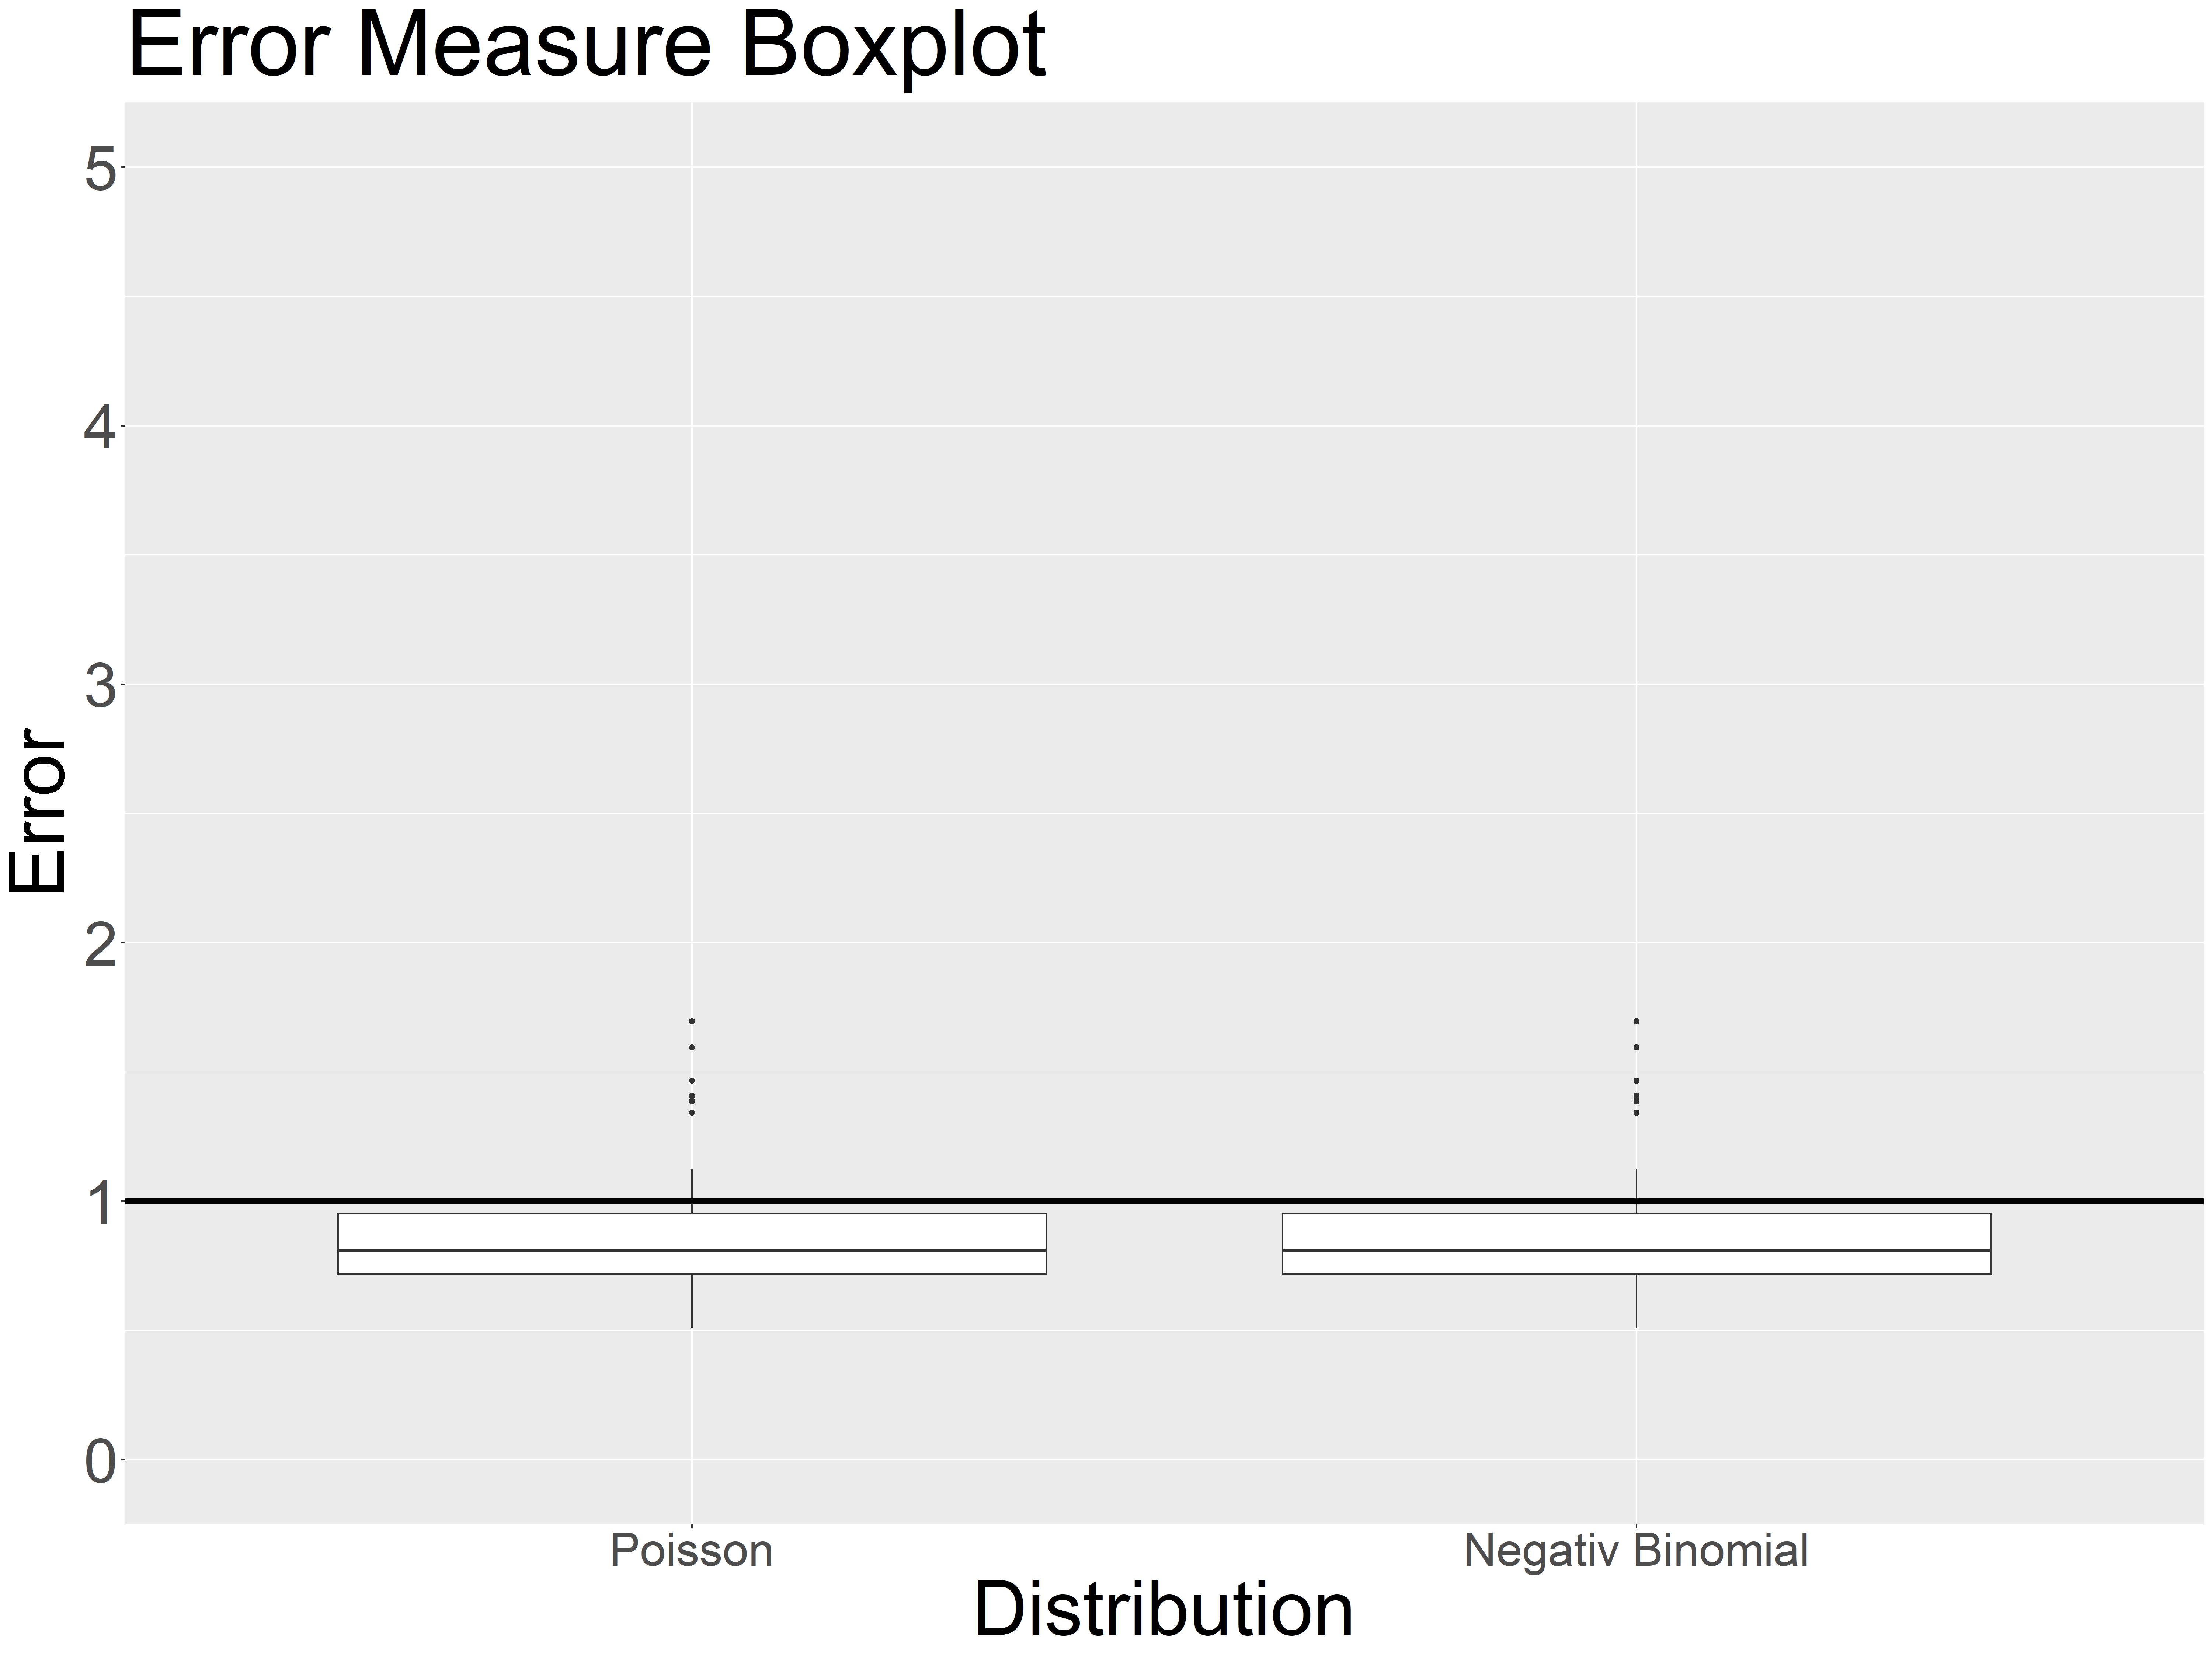 Error Measure Boxplot
5
4
3
2
1
0
Error
Poisson
Negativ Binomial
Distribution